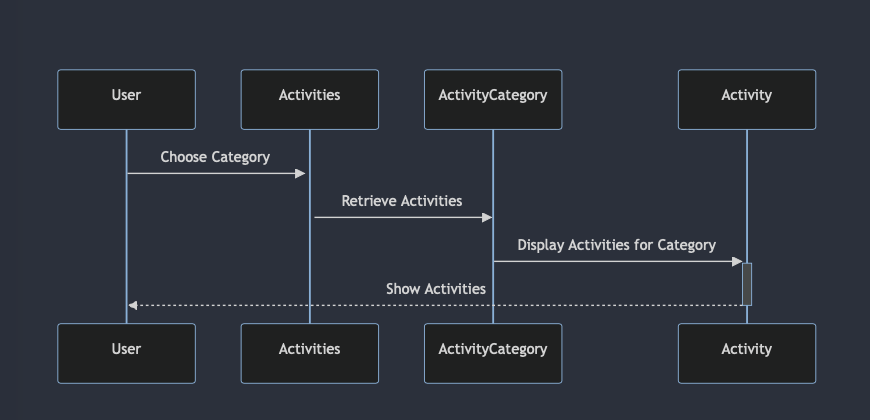 User
Activities
ActivityCategory
Activity
Choose Category
Retrieve Activities
Display Activities for Category
Show Activities
User
Activities
ActivityCategory
Activity